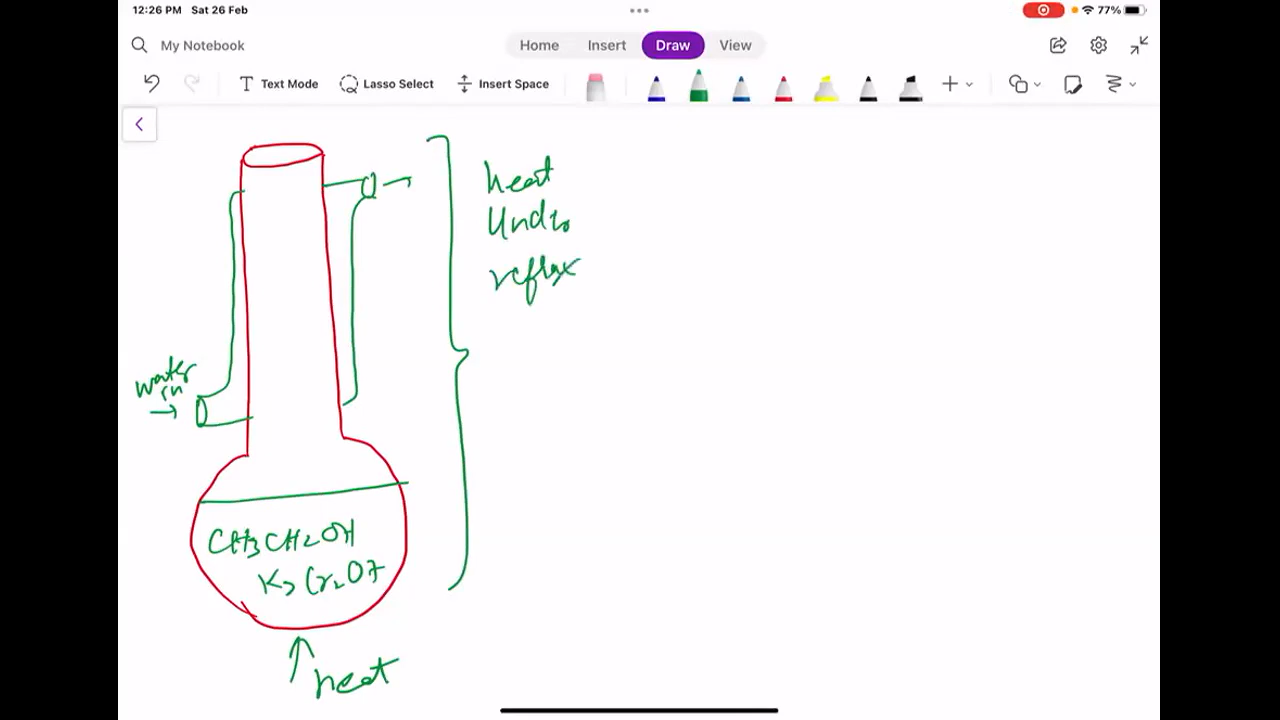 12:26 PM Sat 26 Feb
77%
My Notebook
Home Insert Draw View
Text Mode Lasso Select Insert Space
heat
Under
reflux
water
in
CH3CH2OH
K2Cr2O7
heat